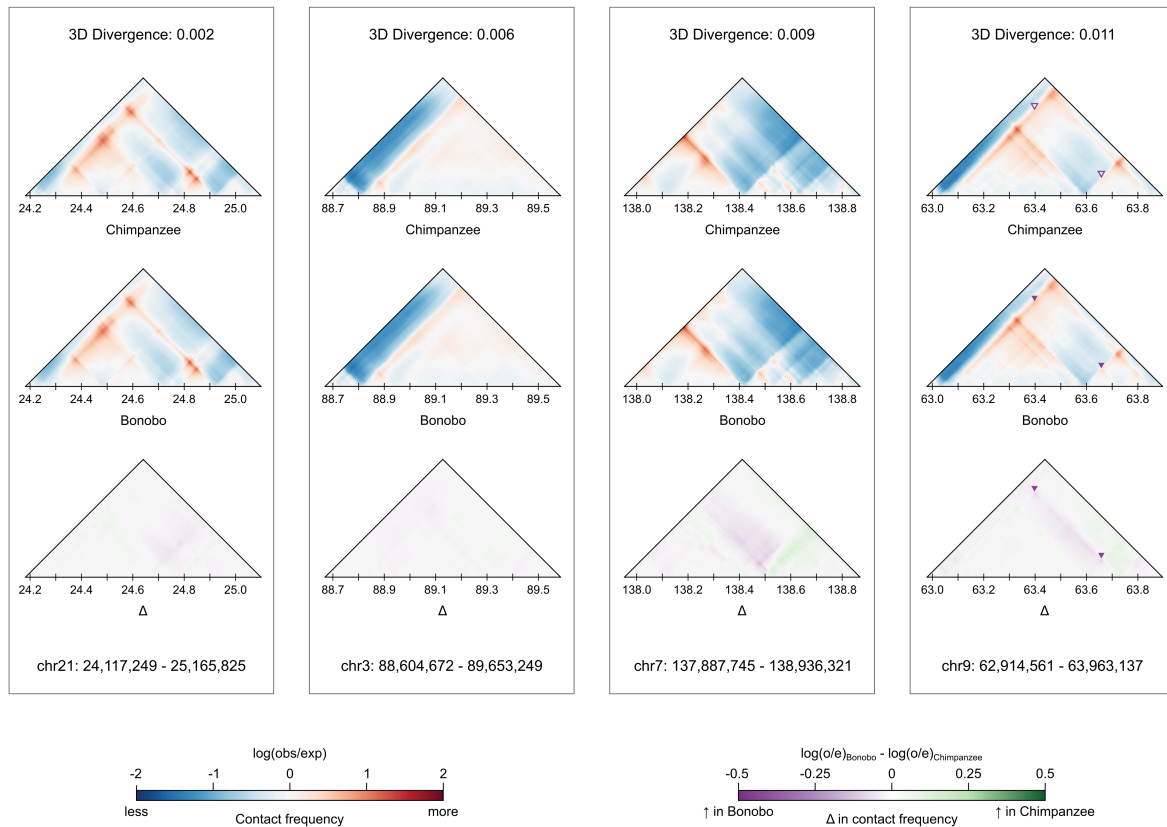 3D Divergence: 0.002
3D Divergence: 0.006
3D Divergence: 0.009
3D Divergence: 0.011
24.2 24.4 24.6 24.8 25.0
88.7 88.9 89.1 89.3 89.5
138.0 138.2 138.4 138.6 138.8
63.0 63.2 63.4 63.6 63.8
Chimpanzee
Chimpanzee
Chimpanzee
Chimpanzee
24.2 24.4 24.6 24.8 25.0
88.7 88.9 89.1 89.3 89.5
138.0 138.2 138.4 138.6 138.8
63.0 63.2 63.4 63.6 63.8
Bonobo
Bonobo
Bonobo
Bonobo
24.2 24.4 24.6 24.8 25.0
88.7 88.9 89.1 89.3 89.5
138.0 138.2 138.4 138.6 138.8
63.0 63.2 63.4 63.6 63.8
Δ
Δ
Δ
Δ
chr21: 24,117,249 - 25,165,825
chr3: 88,604,672 - 89,653,249
chr7: 137,887,745 - 138,936,321
chr9: 62,914,561 - 63,963,137
log(obs/exp)
-2 -1 0 1 2
less Contact frequency more
log(o/e)Bonobo - log(o/e)Chimpanzee
-0.5 -0.25 0 0.25 0.5
↑ in Bonobo Δ in contact frequency ↑ in Chimpanzee